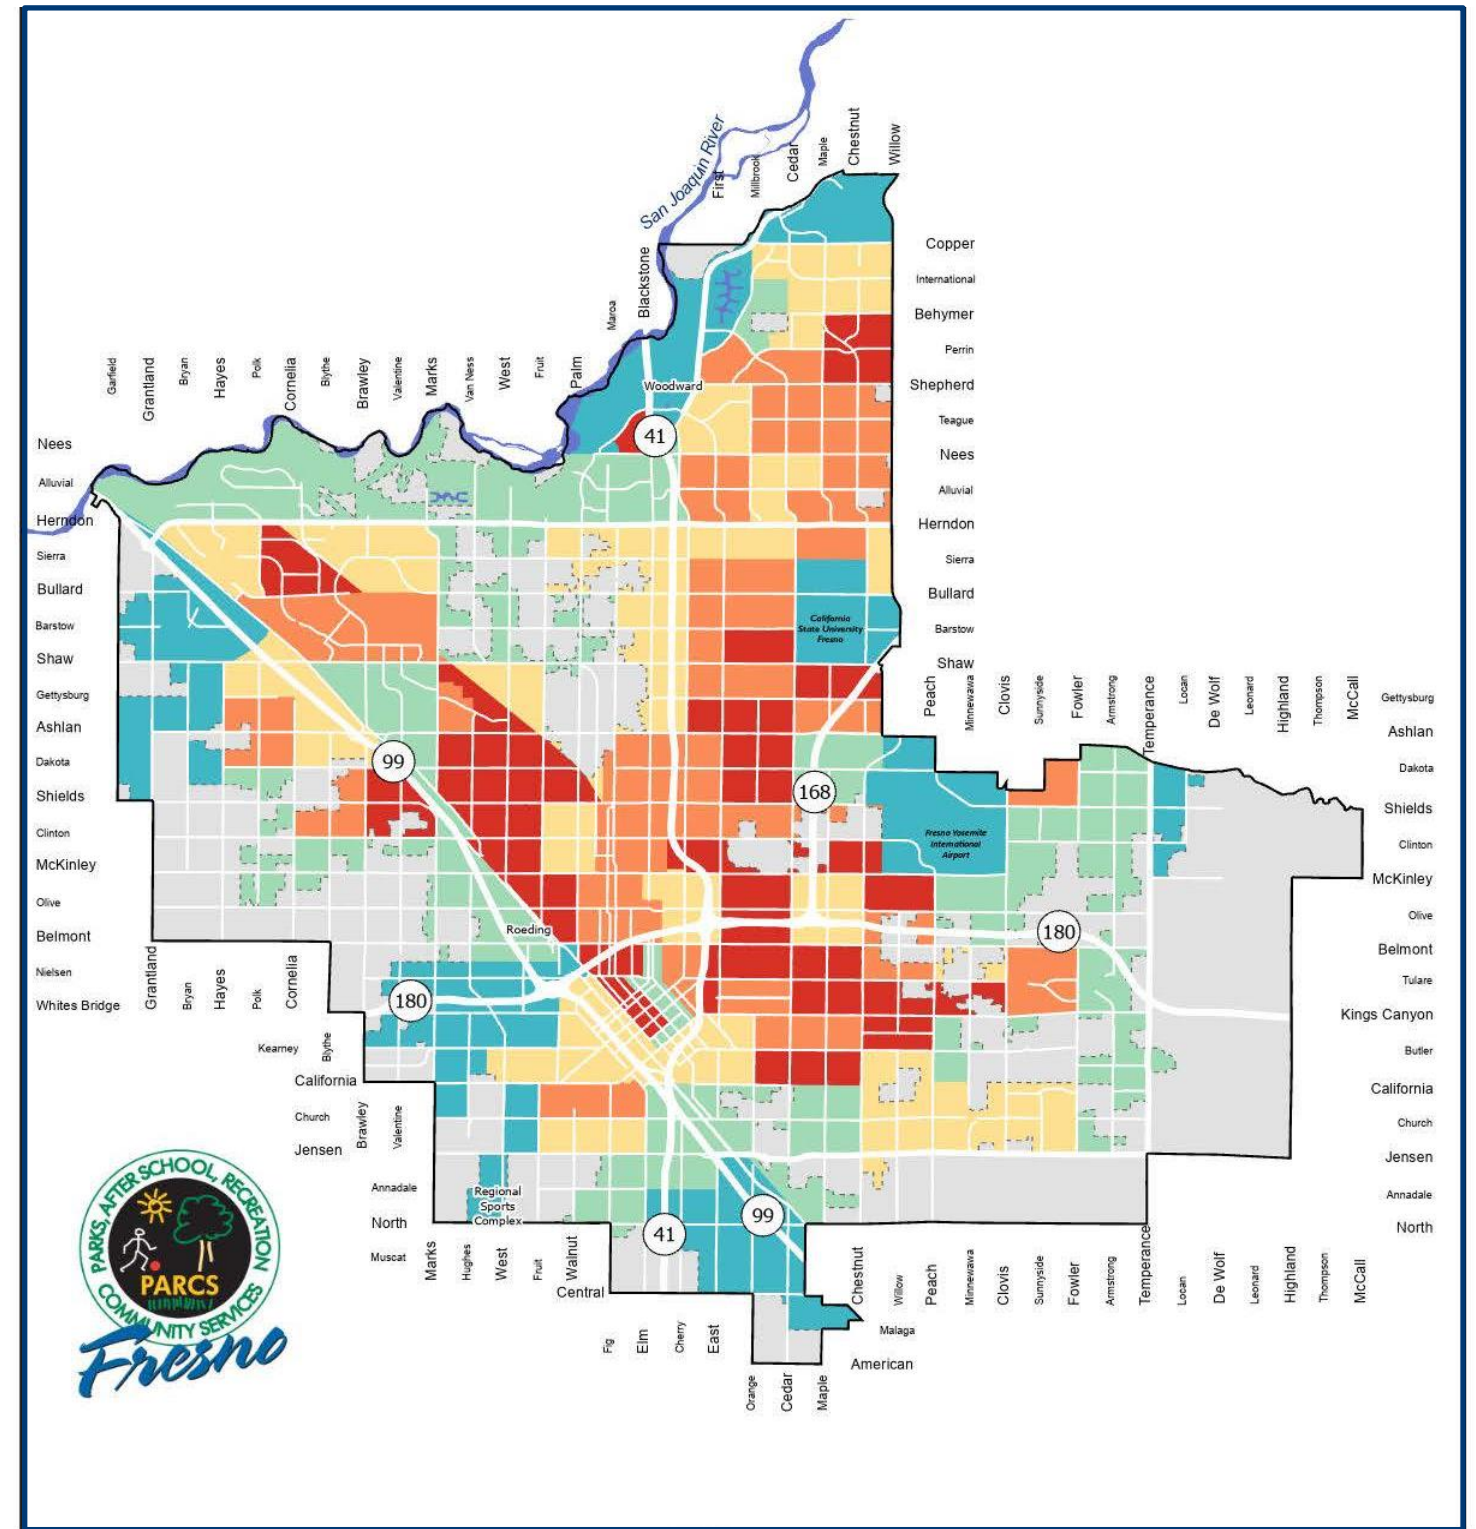 San Joaquin River
First
Millbrook
Cedar
Maple
Chestnut
Willow
Maroa
Blackstone
Garfield
Grantland
Bryan
Hayes
Polk
Cornelia
Blythe
Brawley
Valentine
Marks
Van Ness
West
Fruit
Palm
Copper
International
Behymer
Perrin
Shepherd
Teague
Nees
Alluvial
Herndon
Sierra
Bullard
Barstow
Shaw
Woodward
41
Nees
Alluvial
Herndon
Sierra
Bullard
Barstow
Shaw
Gettysburg
Ashlan
Dakota
Shields
Clinton
McKinley
Olive
Belmont
Nielsen
Whites Bridge
California
State University
Fresno
Peach
Minnewawa
Clovis
Sunnyside
Fowler
Armstrong
Temperance
Locan
De Wolf
Leonard
Highland
Thompson
McCall
Gettysburg
Ashlan
Dakota
Shields
Clinton
McKinley
Olive
Belmont
Tulare
Kings Canyon
Butler
California
Church
Jensen
Annadale
North
99
168
Fresno Yosemite
International
Airport
Roeding
180
180
Grantland
Bryan
Hayes
Polk
Cornelia
Kearney
Blythe
California
Church
Brawley
Valentine
Jensen
Annadale
North
Muscat
Regional
Sports
Complex
41
99
Marks
Hughes
West
Fruit
Walnut
Central
Fig
Elm
Cherry
East
Orange
Cedar
Maple
Malaga
American
Chestnut
Willow
Peach
Minnewawa
Clovis
Sunnyside
Fowler
Armstrong
Temperance
Locan
De Wolf
Leonard
Highland
Thompson
McCall
PARKS, AFTER SCHOOL, RECREATION
COMMUNITY SERVICES
PARCS
Fresno